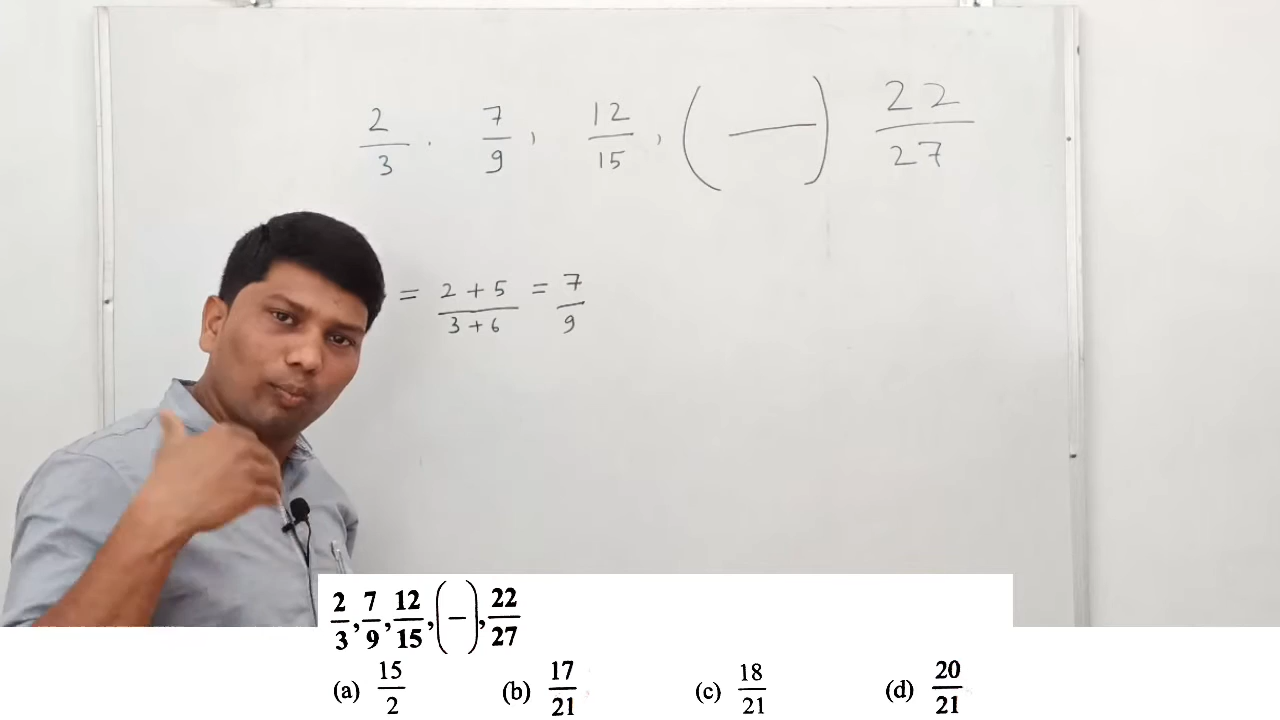 2/3, 7/9, 12/15, ( — ) 22/27
= (2 + 5)/(3 + 6) = 7/9
2/3, 7/9, 12/15, (—), 22/27
(a) 15/2 (b) 17/21 (c) 18/21 (d) 20/21